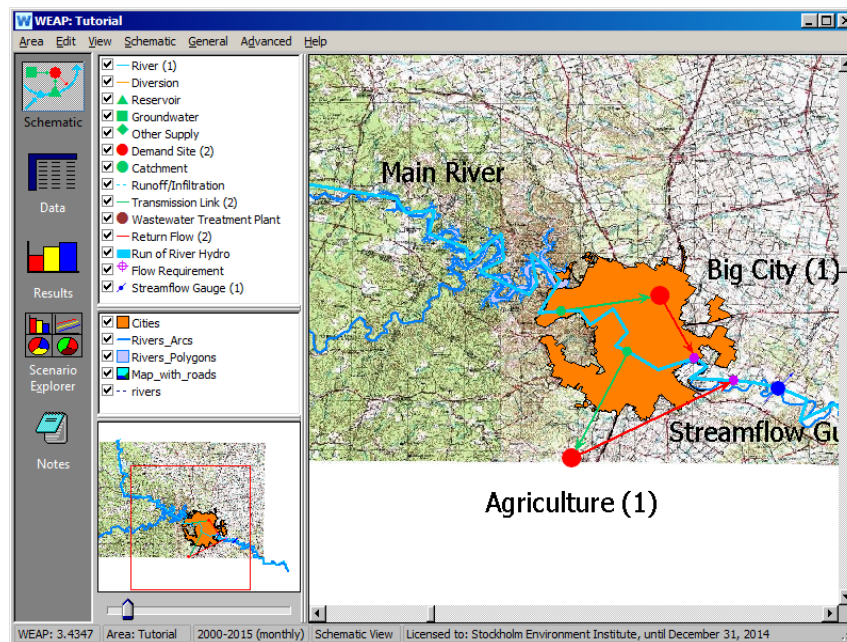 WEAP: Tutorial
Area Edit View Schematic General Advanced Help
Schematic
Data
Results
Scenario
Explorer
Notes
River (1)
Diversion
Reservoir
Groundwater
Other Supply
Demand Site (2)
Catchment
Runoff/Infiltration
Transmission Link (2)
Wastewater Treatment Plant
Return Flow (2)
Run of River Hydro
Flow Requirement
Streamflow Gauge (1)
Cities
Rivers_Arcs
Rivers_Polygons
Map_with_roads
rivers
Main River
Big City (1)
Streamflow Gu
Agriculture (1)
WEAP: 3.4347 Area: Tutorial 2000-2015 (monthly) Schematic View Licensed to: Stockholm Environment Institute, until December 31, 2014